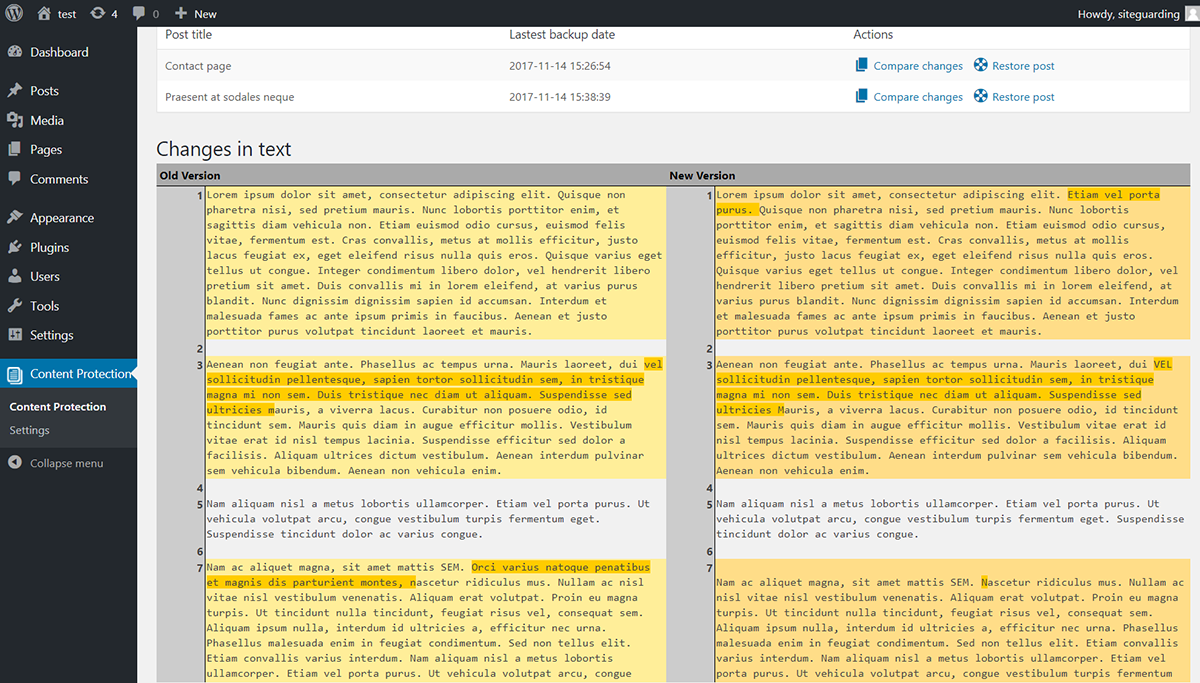 test 4 0 New Howdy, siteguarding
Dashboard
Posts
Media
Pages
Comments
Appearance
Plugins
Users
Tools
Settings
Content Protection
Content Protection
Settings
Collapse menu
Post title Lastest backup date Actions
Contact page 2017-11-14 15:26:54 Compare changes Restore post
Praesent at sodales neque 2017-11-14 15:38:39 Compare changes Restore post
Changes in text
Old Version
1 Lorem ipsum dolor sit amet, consectetur adipiscing elit. Quisque non
pharetra nisi, sed pretium mauris. Nunc lobortis porttitor enim, et
sagittis diam vehicula non. Etiam euismod odio cursus, euismod felis
vitae, fermentum est. Cras convallis, metus at mollis efficitur, justo
lacus feugiat ex, eget eleifend risus nulla quis eros. Quisque varius eget
tellus ut congue. Integer condimentum libero dolor, vel hendrerit libero
pretium sit amet. Duis convallis mi in lorem eleifend, at varius purus
blandit. Nunc dignissim dignissim sapien id accumsan. Interdum et
malesuada fames ac ante ipsum primis in faucibus. Aenean et justo
porttitor purus volutpat tincidunt laoreet et mauris.
2
3 Aenean non feugiat ante. Phasellus ac tempus urna. Mauris laoreet, dui vel
sollicitudin pellentesque, sapien tortor sollicitudin sem, in tristique
magna mi non sem. Duis tristique nec diam ut aliquam. Suspendisse sed
ultricies mauris, a viverra lacus. Curabitur non posuere odio, id
tincidunt sem. Mauris quis diam in augue efficitur mollis. Vestibulum
vitae erat id nisl tempus lacinia. Suspendisse efficitur sed dolor a
facilisis. Aliquam ultrices dictum vestibulum. Aenean interdum pulvinar
sem vehicula bibendum. Aenean non vehicula enim.
4
5 Nam aliquam nisl a metus lobortis ullamcorper. Etiam vel porta purus. Ut
vehicula volutpat arcu, congue vestibulum turpis fermentum eget.
Suspendisse tincidunt dolor ac varius congue.
6
7 Nam ac aliquet magna, sit amet mattis SEM. Orci varius natoque penatibus
et magnis dis parturient montes, nascetur ridiculus mus. Nullam ac nisl
vitae nisl vestibulum venenatis. Aliquam erat volutpat. Proin eu magna
turpis. Ut tincidunt nulla tincidunt, feugiat risus vel, consequat sem.
Aliquam ipsum nulla, interdum id ultricies a, efficitur nec urna.
Phasellus malesuada enim in feugiat condimentum. Sed non tellus elit.
Etiam convallis varius interdum. Nam aliquam nisl a metus lobortis
ullamcorper. Etiam vel porta purus. Ut vehicula volutpat arcu, congue
New Version
1 Lorem ipsum dolor sit amet, consectetur adipiscing elit. Etiam vel porta
purus. Quisque non pharetra nisi, sed pretium mauris. Nunc lobortis
porttitor enim, et sagittis diam vehicula non. Etiam euismod odio cursus,
euismod felis vitae, fermentum est. Cras convallis, metus at mollis
efficitur, justo lacus feugiat ex, eget eleifend risus nulla quis eros.
Quisque varius eget tellus ut congue. Integer condimentum libero dolor, vel
hendrerit libero pretium sit amet. Duis convallis mi in lorem eleifend, at
varius purus blandit. Nunc dignissim dignissim sapien id accumsan. Interdum
et malesuada fames ac ante ipsum primis in faucibus. Aenean et justo
porttitor purus volutpat tincidunt laoreet et mauris.
2
3 Aenean non feugiat ante. Phasellus ac tempus urna. Mauris laoreet, dui VEL
sollicitudin pellentesque, sapien tortor sollicitudin sem, in tristique
magna mi non sem. Duis tristique nec diam ut aliquam. Suspendisse sed
ultricies Mauris, a viverra lacus. Curabitur non posuere odio, id tincidunt
sem. Mauris quis diam in augue efficitur mollis. Vestibulum vitae erat id
nisl tempus lacinia. Suspendisse efficitur sed dolor a facilisis. Aliquam
ultrices dictum vestibulum. Aenean interdum pulvinar sem vehicula bibendum.
Aenean non vehicula enim.
4
5 Nam aliquam nisl a metus lobortis ullamcorper. Etiam vel porta purus. Ut
vehicula volutpat arcu, congue vestibulum turpis fermentum eget. Suspendisse
tincidunt dolor ac varius congue.
6
7
Nam ac aliquet magna, sit amet mattis SEM. Nascetur ridiculus mus. Nullam ac
nisl vitae nisl vestibulum venenatis. Aliquam erat volutpat. Proin eu magna
turpis. Ut tincidunt nulla tincidunt, feugiat risus vel, consequat sem.
Aliquam ipsum nulla, interdum id ultricies a, efficitur nec urna. Phasellus
malesuada enim in feugiat condimentum. Sed non tellus elit. Etiam convallis
varius interdum. Nam aliquam nisl a metus lobortis ullamcorper. Etiam vel
porta purus. Ut vehicula volutpat arcu, congue vestibulum turpis fermentum